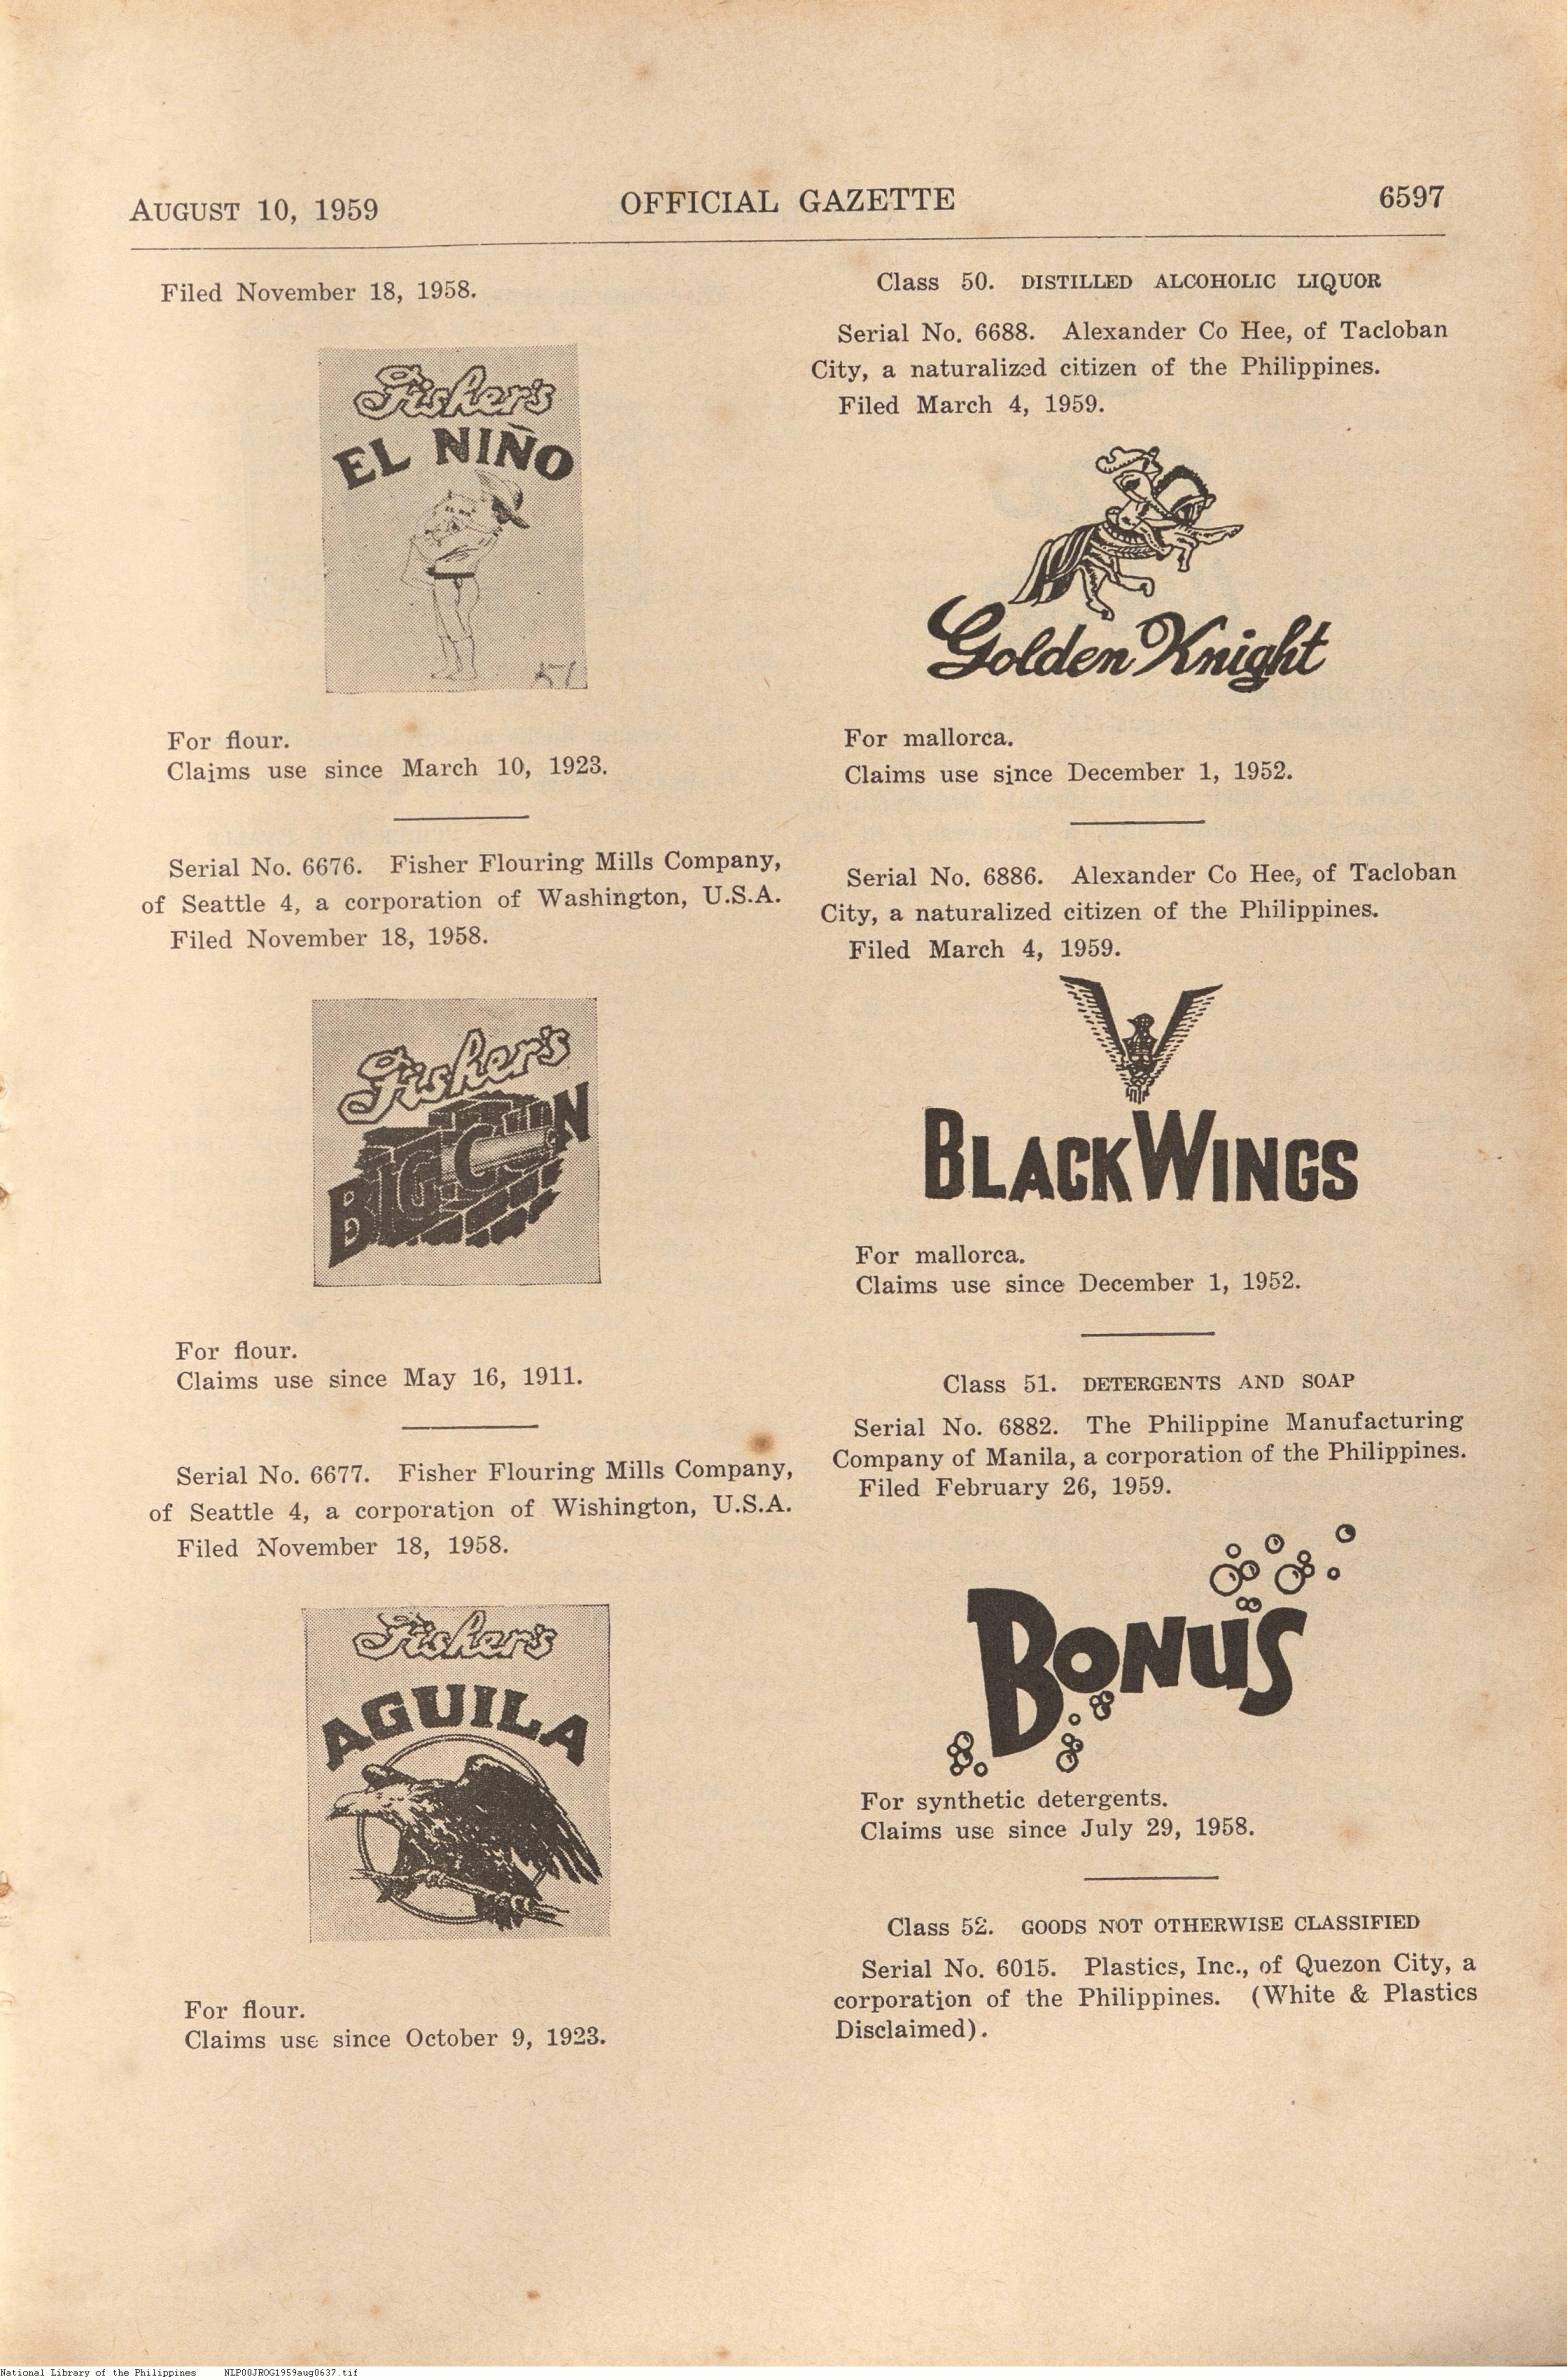 AUGUST 10, 1959 OFFICIAL GAZETTE 6597
Filed November 18, 1958.
Fisher's
EL NIÑO
51
For flour.
Claims use since March 10, 1923.
Serial No. 6676. Fisher Flouring Mills Company,
of Seattle 4, a corporation of Washington, U.S.A.
Filed November 18, 1958.
Fisher's
BIG GUN
For flour.
Claims use since May 16, 1911.
Serial No. 6677. Fisher Flouring Mills Company,
of Seattle 4, a corporation of Wishington, U.S.A.
Filed November 18, 1958.
Fisher's
AGUILA
For flour.
Claims use since October 9, 1923.
Class 50. DISTILLED ALCOHOLIC LIQUOR
Serial No. 6688. Alexander Co Hee, of Tacloban
City, a naturalized citizen of the Philippines.
Filed March 4, 1959.
Golden Knight
For mallorca.
Claims use since December 1, 1952.
Serial No. 6886. Alexander Co Hee, of Tacloban
City, a naturalized citizen of the Philippines.
Filed March 4, 1959.
BLACK WINGS
For mallorca.
Claims use since December 1, 1952.
Class 51. DETERGENTS AND SOAP
Serial No. 6882. The Philippine Manufacturing
Company of Manila, a corporation of the Philippines.
Filed February 26, 1959.
BONUS
For synthetic detergents.
Claims use since July 29, 1958.
Class 52. GOODS NOT OTHERWISE CLASSIFIED
Serial No. 6015. Plastics, Inc., of Quezon City, a
corporation of the Philippines. (White & Plastics
Disclaimed).
National Library of the Philippines NLP00JROG1959aug0637.tif